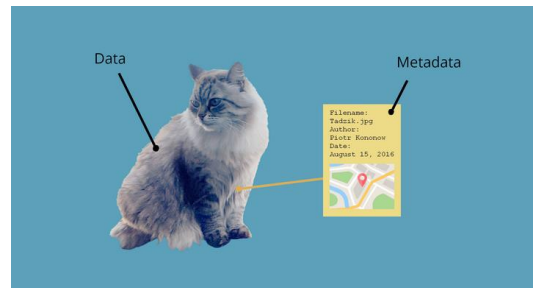 Data
Metadata
Filename:
Tadzik.jpg
Author:
Piotr Kononow
Date:
August 15, 2016